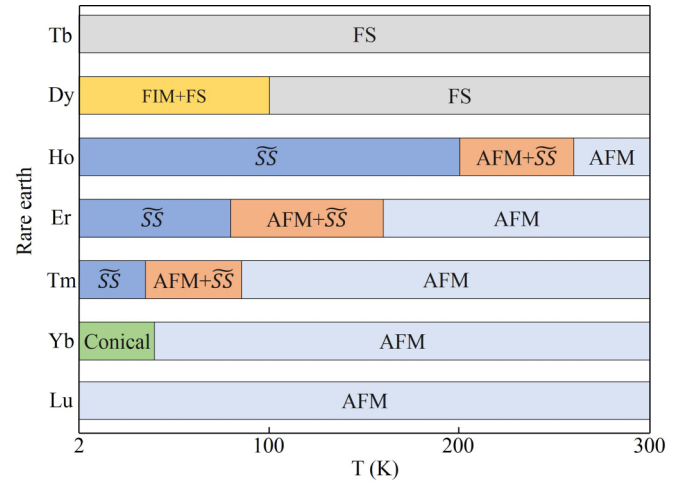 Rare earth
Tb FS
Dy FIM+FS FS
Ho S͠S͠ AFM+S͠S͠ AFM
Er S͠S͠ AFM+S͠S͠ AFM
Tm S͠S͠ AFM+S͠S͠ AFM
Yb Conical AFM
Lu AFM
2 100 200 300
T (K)